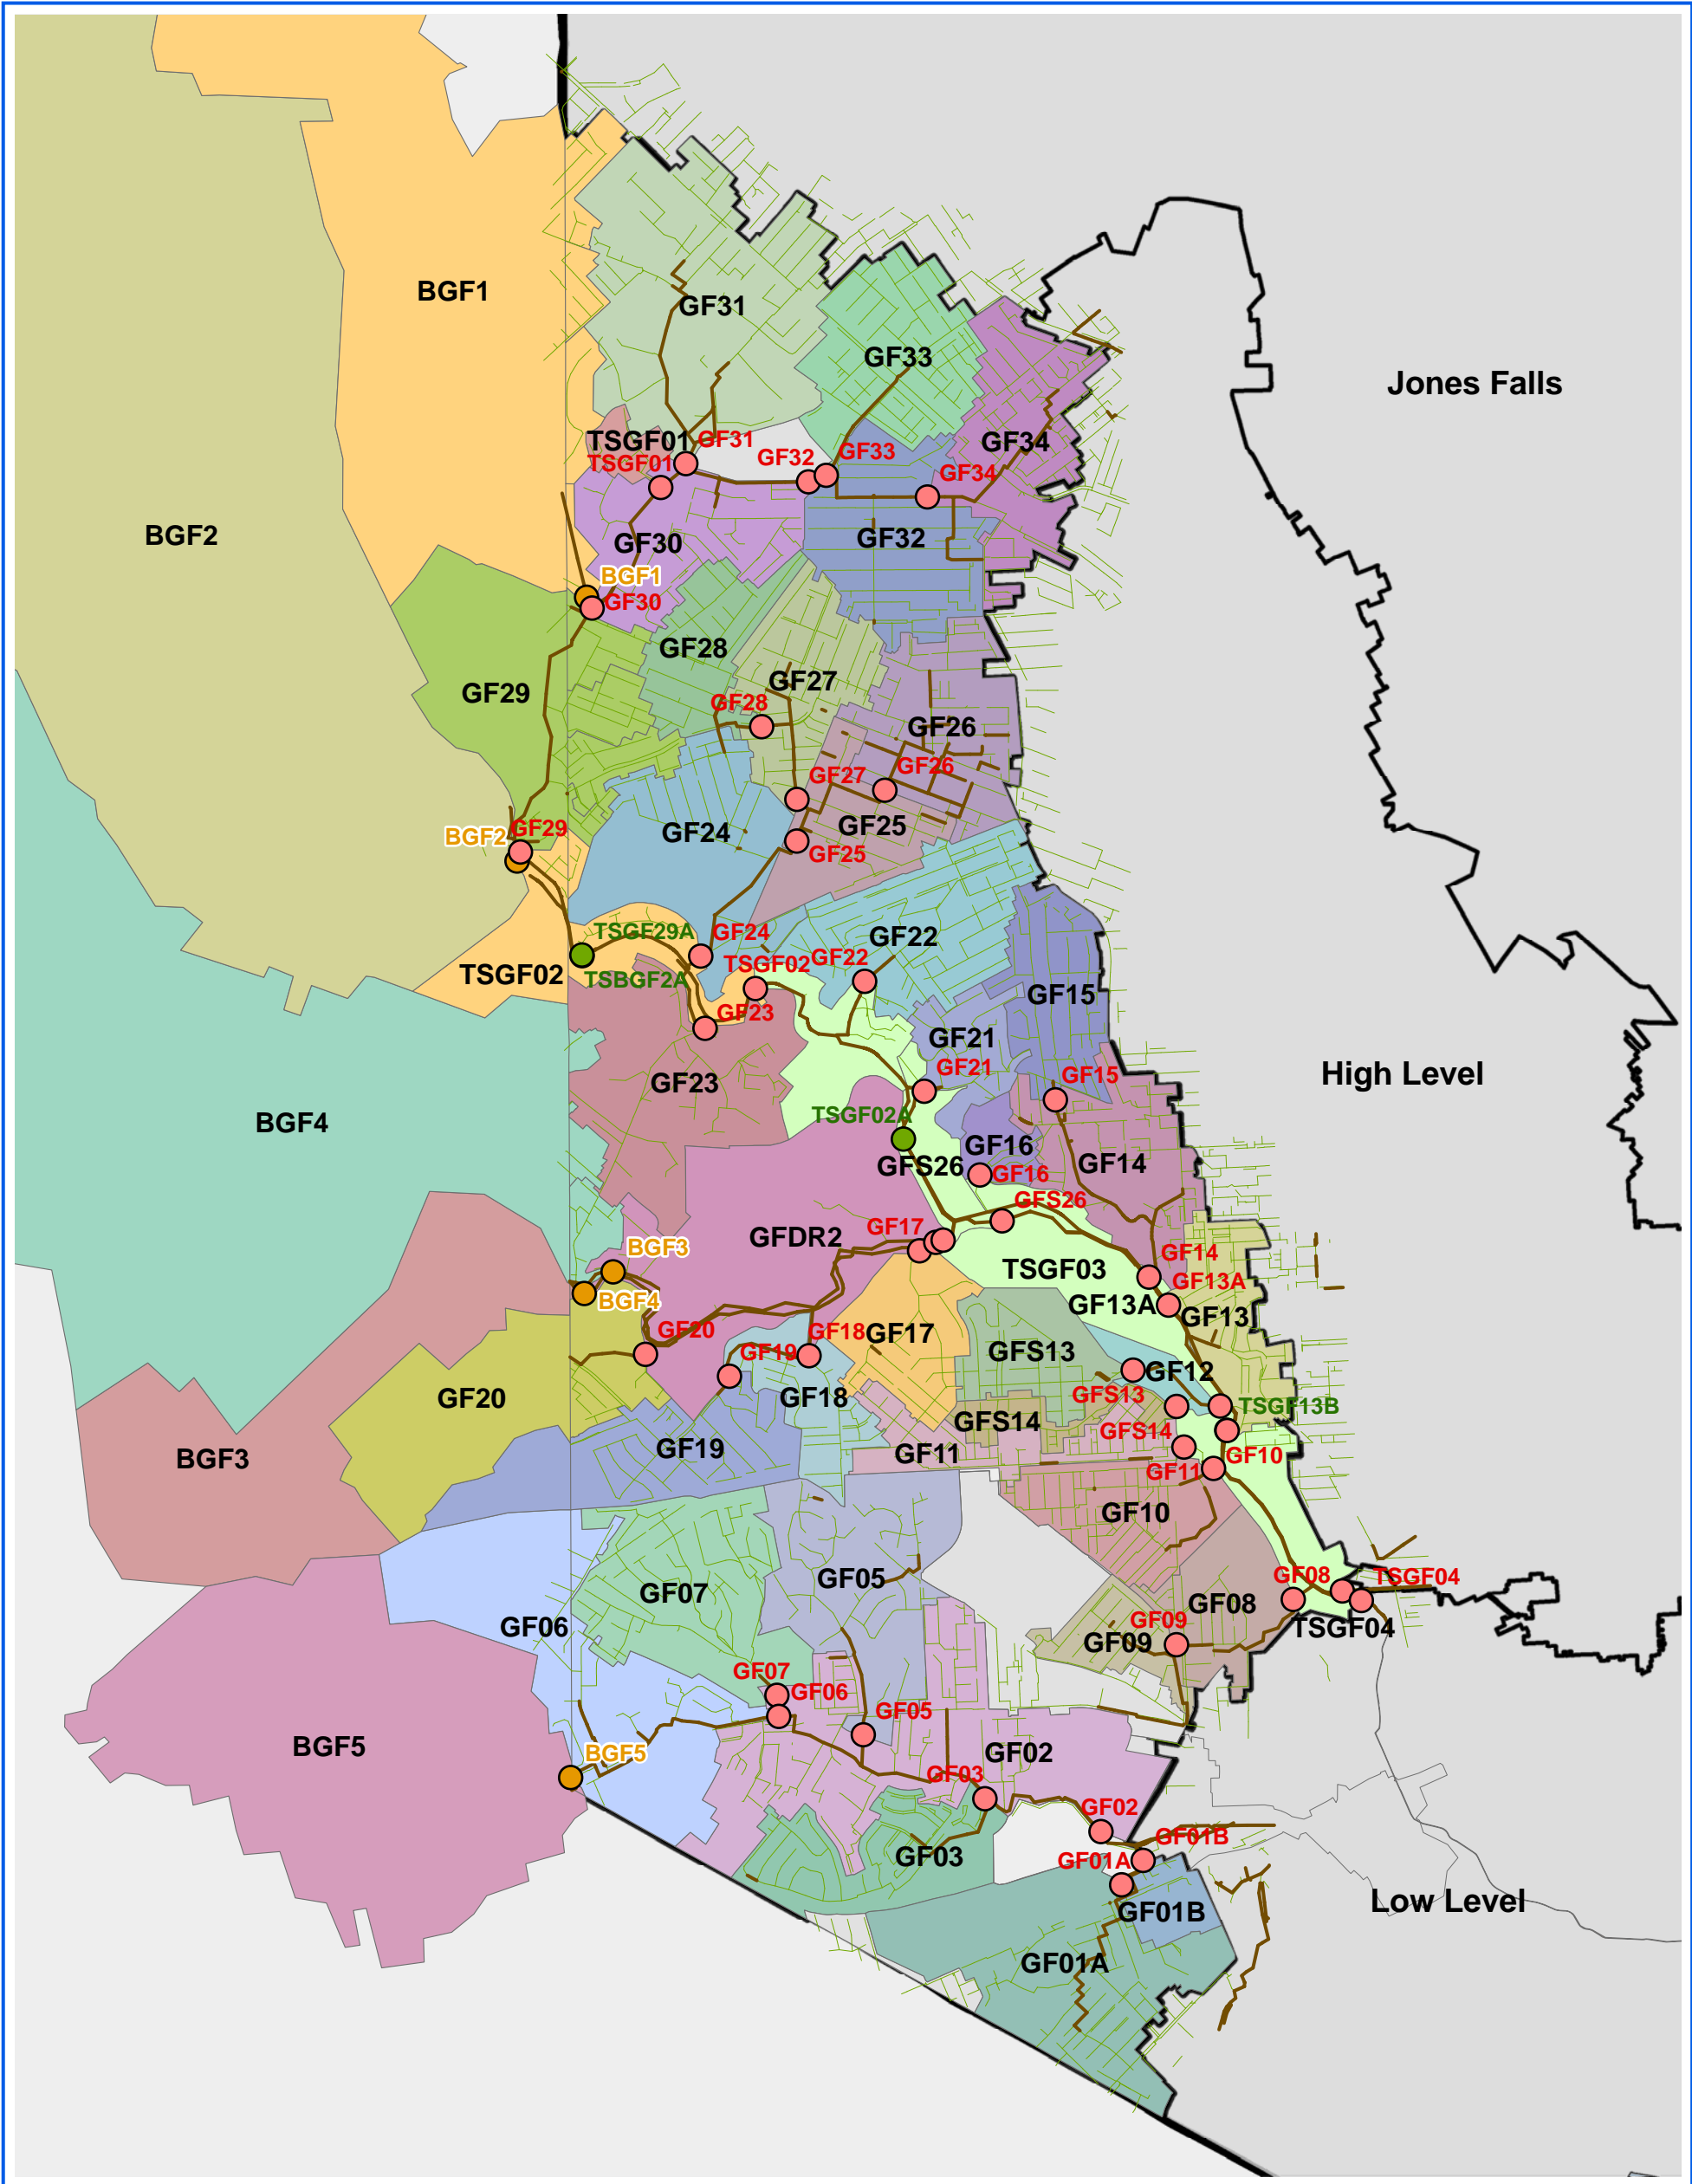 BGF1
GF31
GF33
Jones Falls
TSGF01
GF31
GF34
GF32
GF33
TSGF01
GF34
BGF2
GF30
GF32
BGF1
GF30
GF28
GF29
GF27
GF28
GF26
GF27
GF26
GF24
GF25
BGF2
GF29
GF25
TSGF29A
GF24
GF22
TSGF02
GF22
TSGF02
TSBGF2A
GF15
GF23
GF21
GF21
High Level
GF23
GF15
BGF4
TSGF02A
GF16
GFS26
GF14
GF16
GFS26
GF17
GFDR2
BGF3
GF14
TSGF03
GF13A
BGF4
GF13A
GF13
GF20
GF18
GF17
GF19
GFS13
GF12
GF20
GF18
GFS13
TSGF13B
GFS14
GFS14
GF19
GF11
BGF3
GF10
GF11
GF10
GF05
GF08
TSGF04
GF07
GF08
GF06
GF09
TSGF04
GF09
GF07
GF06
GF05
BGF5
BGF5
GF02
GF03
GF02
GF01B
GF03
GF01A
Low Level
GF01B
GF01A